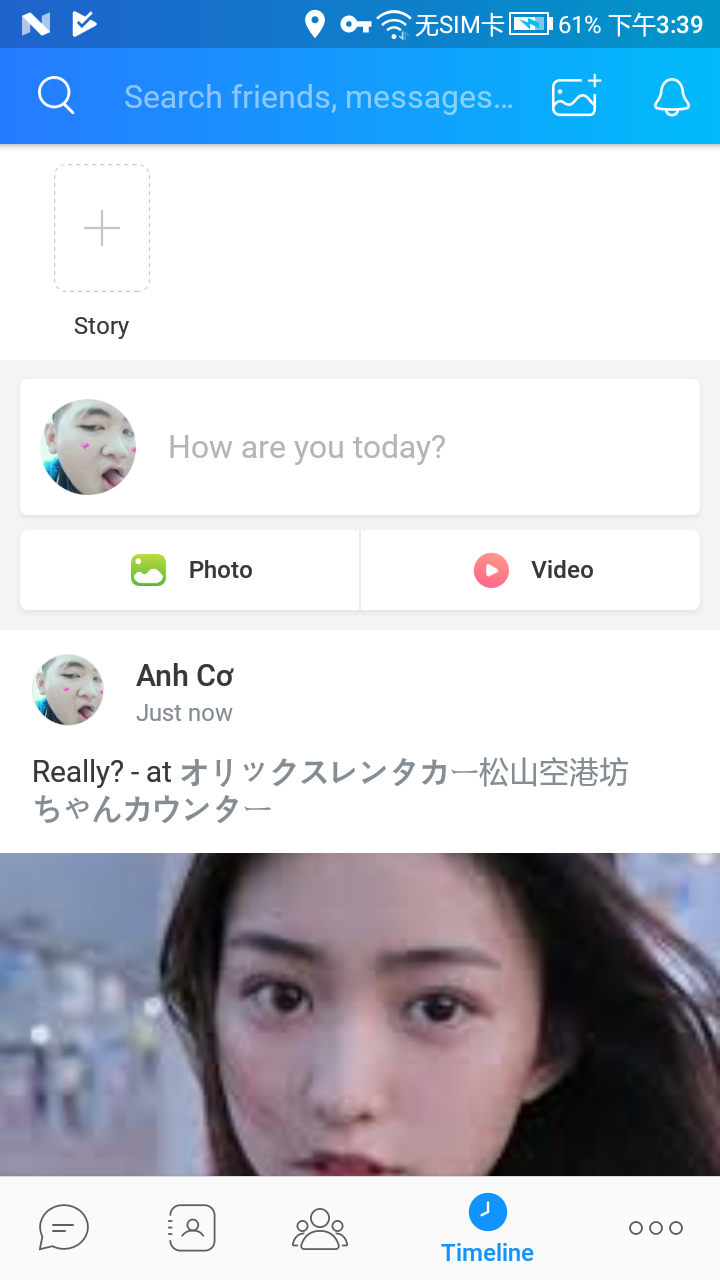 无SIM卡 61% 下午3:39
Search friends, messages...
Story
How are you today?
Photo
Video
Anh Cơ
Just now
Really? - at オリックスレンタカー松山空港坊
ちゃんカウンター
Timeline